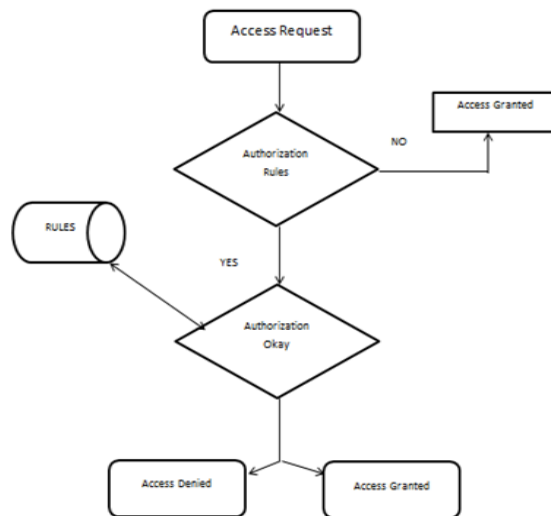 Access Request
Access Granted
NO
Authorization
Rules
RULES
YES
Authorization
Okay
Access Denied
Access Granted